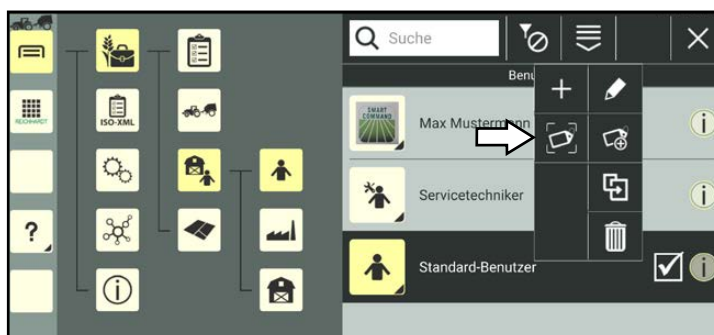 Suche
Benu
REICHHARDT
SMART
COMMAND
Max Mustermann
ISO-XML
Servicetechniker
?
Standard-Benutzer